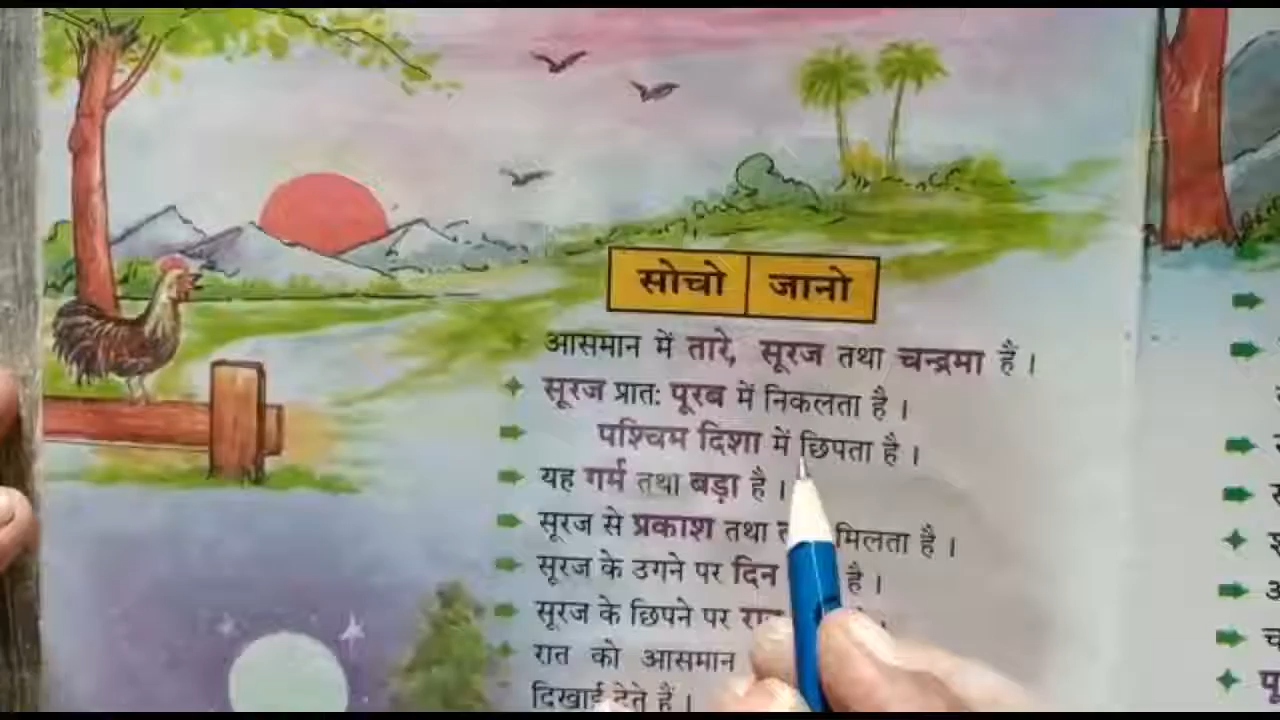 सोचो जानो
आसमान में तारे, सूरज तथा चन्द्रमा हैं ।
सूरज प्रातः पूरब में निकलता है ।
पश्चिम दिशा में छिपता है ।
यह गर्म तथा बड़ा है ।
सूरज से प्रकाश तथा मिलता है ।
सूरज के उगने पर दिन है ।
सूरज के छिपने पर
रात को आसमान
दिखाई देते हैं ।